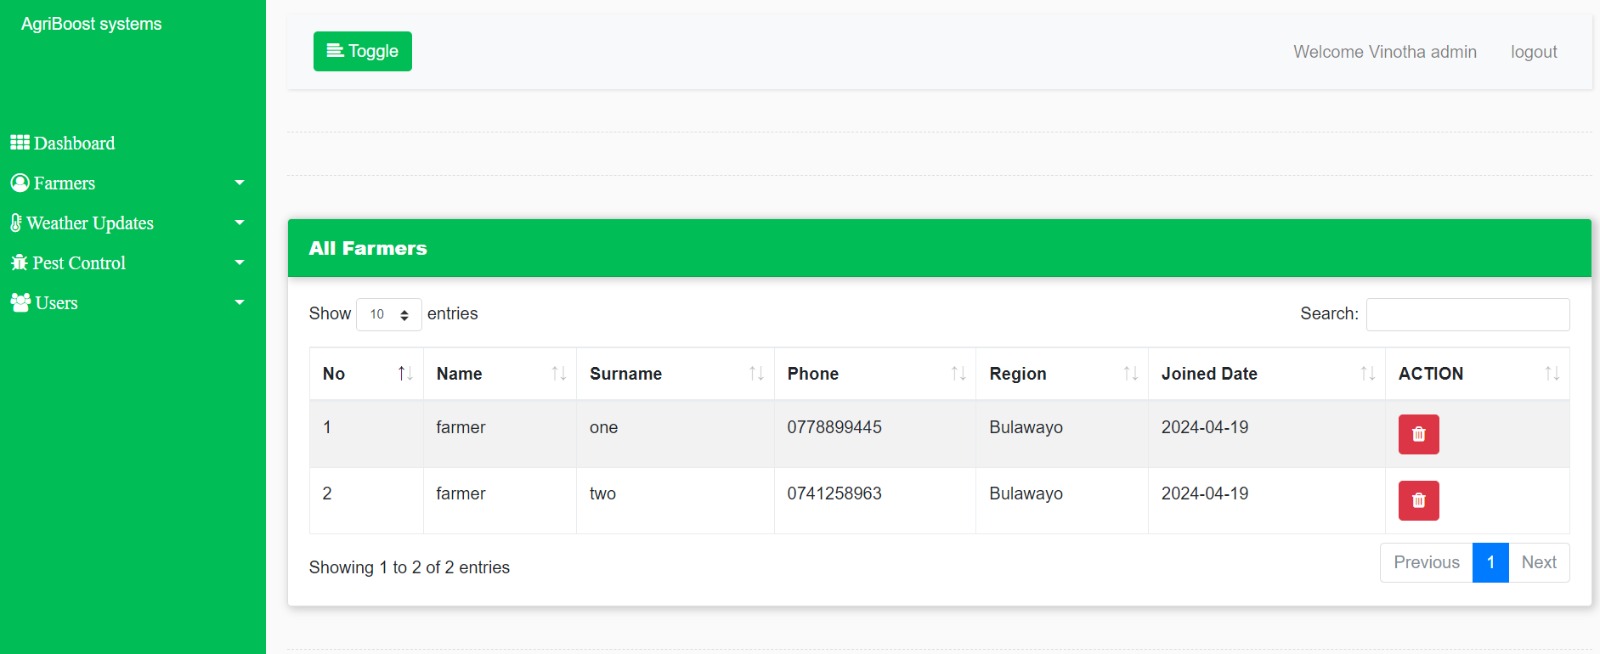 AgriBoost systems
Toggle
Welcome Vinotha admin logout
Dashboard
Farmers
Weather Updates
Pest Control
Users
All Farmers
Show 10 entries Search:
No Name Surname Phone Region Joined Date ACTION
1 farmer one 0778899445 Bulawayo 2024-04-19
2 farmer two 0741258963 Bulawayo 2024-04-19
Showing 1 to 2 of 2 entries
Previous 1 Next